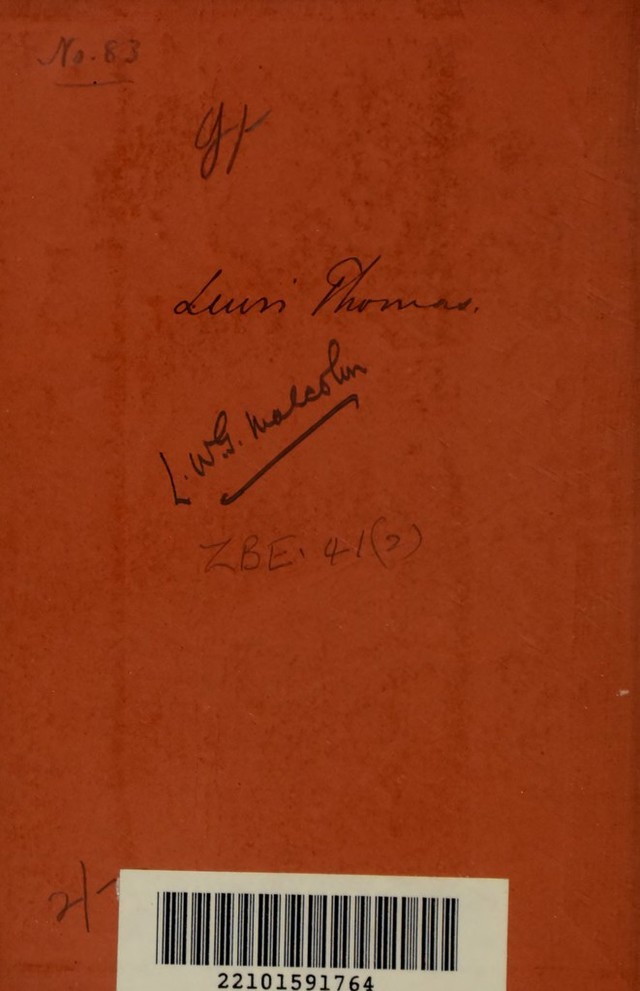 No. 83
Lewis Thomas.
L. W. G. Malcolm
ZBE. 41(2)
2/-
22101591764